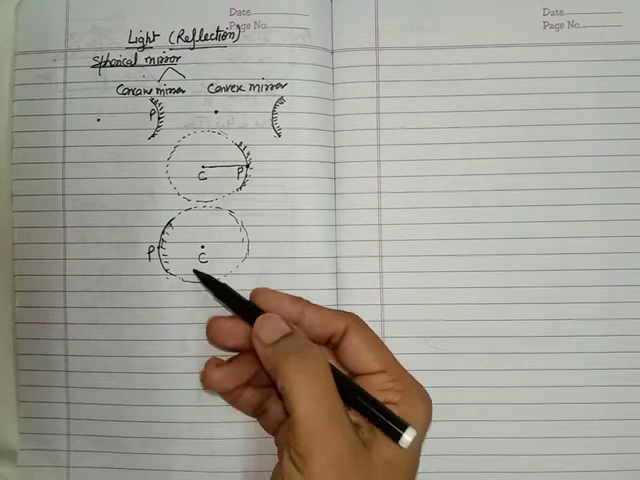 Date
Page No.
Date
Page No.
Light (Reflection)
Spherical mirror
Concave mirror Convex mirror
P
C P
P C